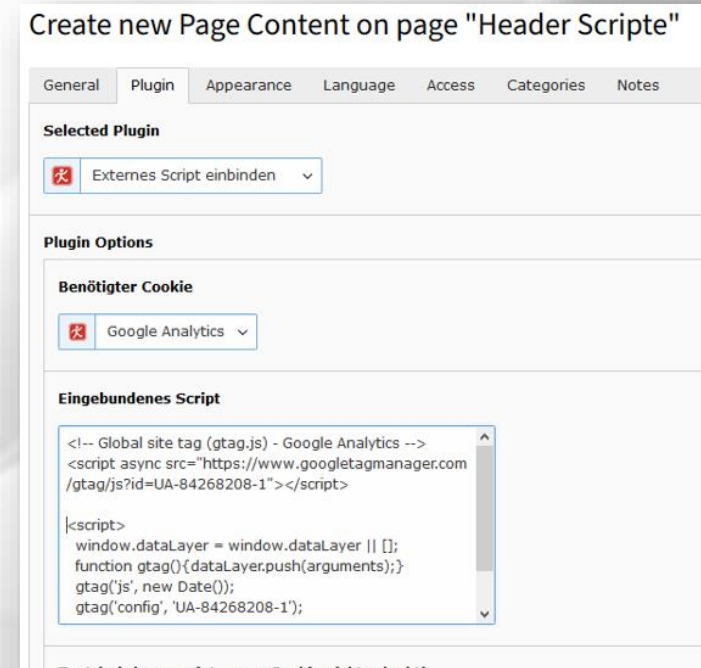 Create new Page Content on page "Header Scripte"
General Plugin Appearance Language Access Categories Notes
Selected Plugin
Externes Script einbinden
Plugin Options
Benötigter Cookie
Google Analytics
Eingebundenes Script
<!-- Global site tag (gtag.js) - Google Analytics -->
<script async src="https://www.googletagmanager.com
/gtag/js?id=UA-84268208-1"></script>
<script>
window.dataLayer = window.dataLayer || [];
function gtag(){dataLayer.push(arguments);}
gtag('js', new Date());
gtag('config', 'UA-84268208-1');